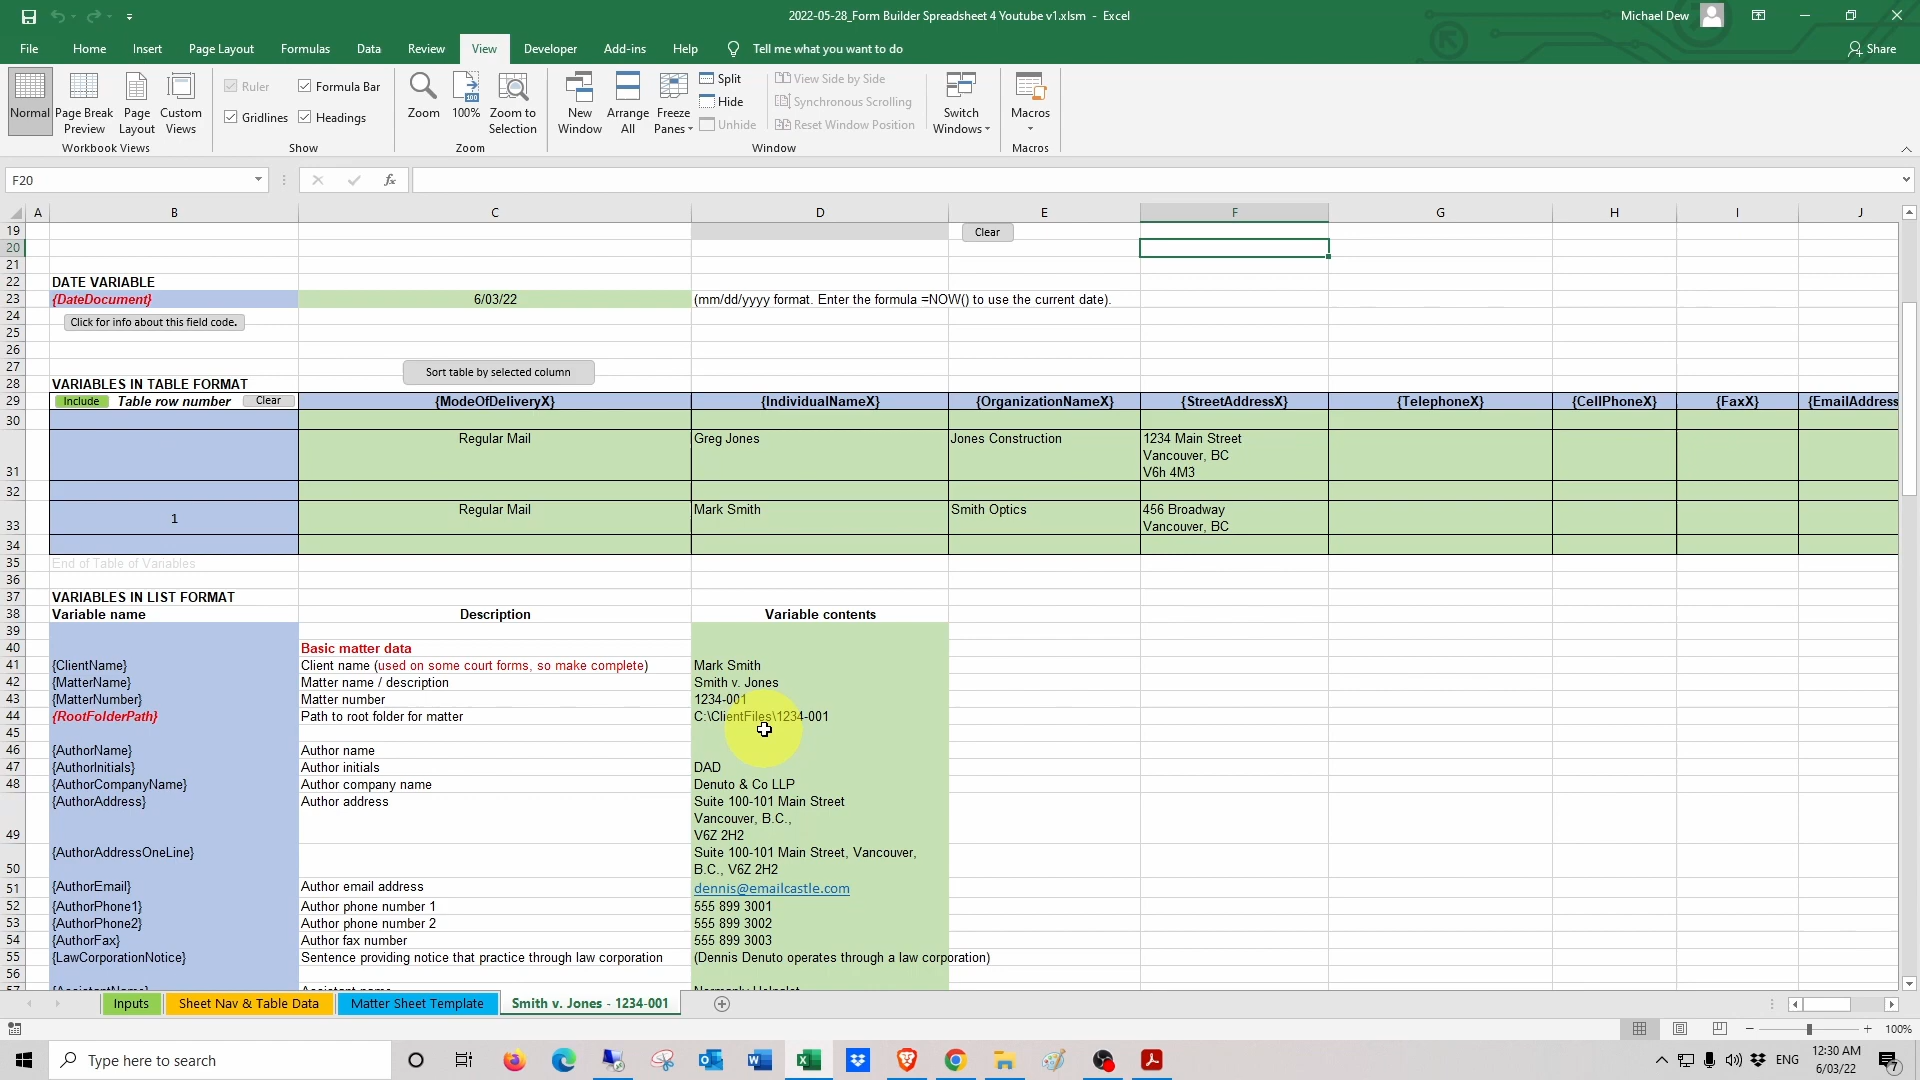 2022-05-28_Form Builder Spreadsheet 4 Youtube v1.xlsm - Excel
Michael Dew
File Home Insert Page Layout Formulas Data Review View Developer Add-ins Help Tell me what you want to do
Share
Normal
Page Break Preview
Page Layout
Custom Views
Workbook Views
Ruler
Formula Bar
Gridlines
Headings
Show
Zoom
100%
Zoom to Selection
Zoom
New Window
Arrange All
Freeze Panes
Split
Hide
Unhide
View Side by Side
Synchronous Scrolling
Reset Window Position
Window
Switch Windows
Macros
Macros
F20
fx
A B C D E F G H I J
19 Clear
20
21
22 DATE VARIABLE
23 {DateDocument} 6/03/22 (mm/dd/yyyy format. Enter the formula =NOW() to use the current date).
24 Click for info about this field code.
25
26
27 Sort table by selected column
28 VARIABLES IN TABLE FORMAT
29 Include Table row number Clear {ModeOfDeliveryX} {IndividualNameX} {OrganizationNameX} {StreetAddressX} {TelephoneX} {CellPhoneX} {FaxX} {EmailAddress
30
Regular Mail Greg Jones Jones Construction 1234 Main Street
Vancouver, BC
31 V6h 4M3
32
Regular Mail Mark Smith Smith Optics 456 Broadway
33 1 Vancouver, BC
34
35 End of Table of Variables
36
37 VARIABLES IN LIST FORMAT
38 Variable name Description Variable contents
39
40 Basic matter data
41 {ClientName} Client name (used on some court forms, so make complete) Mark Smith
42 {MatterName} Matter name / description Smith v. Jones
43 {MatterNumber} Matter number 1234-001
44 {RootFolderPath} Path to root folder for matter C:\ClientFiles\1234-001
45
46 {AuthorName} Author name
47 {AuthorInitials} Author initials DAD
48 {AuthorCompanyName} Author company name Denuto & Co LLP
{AuthorAddress} Author address Suite 100-101 Main Street
Vancouver, B.C.,
49 V6Z 2H2
{AuthorAddressOneLine} Suite 100-101 Main Street, Vancouver,
50 B.C., V6Z 2H2
51 {AuthorEmail} Author email address dennis@emailcastle.com
52 {AuthorPhone1} Author phone number 1 555 899 3001
53 {AuthorPhone2} Author phone number 2 555 899 3002
54 {AuthorFax} Author fax number 555 899 3003
55 {LawCorporationNotice} Sentence providing notice that practice through law corporation (Dennis Denuto operates through a law corporation)
56
Inputs Sheet Nav & Table Data Matter Sheet Template Smith v. Jones - 1234-001
100%
Type here to search
ENG
12:30 AM
6/03/22
7